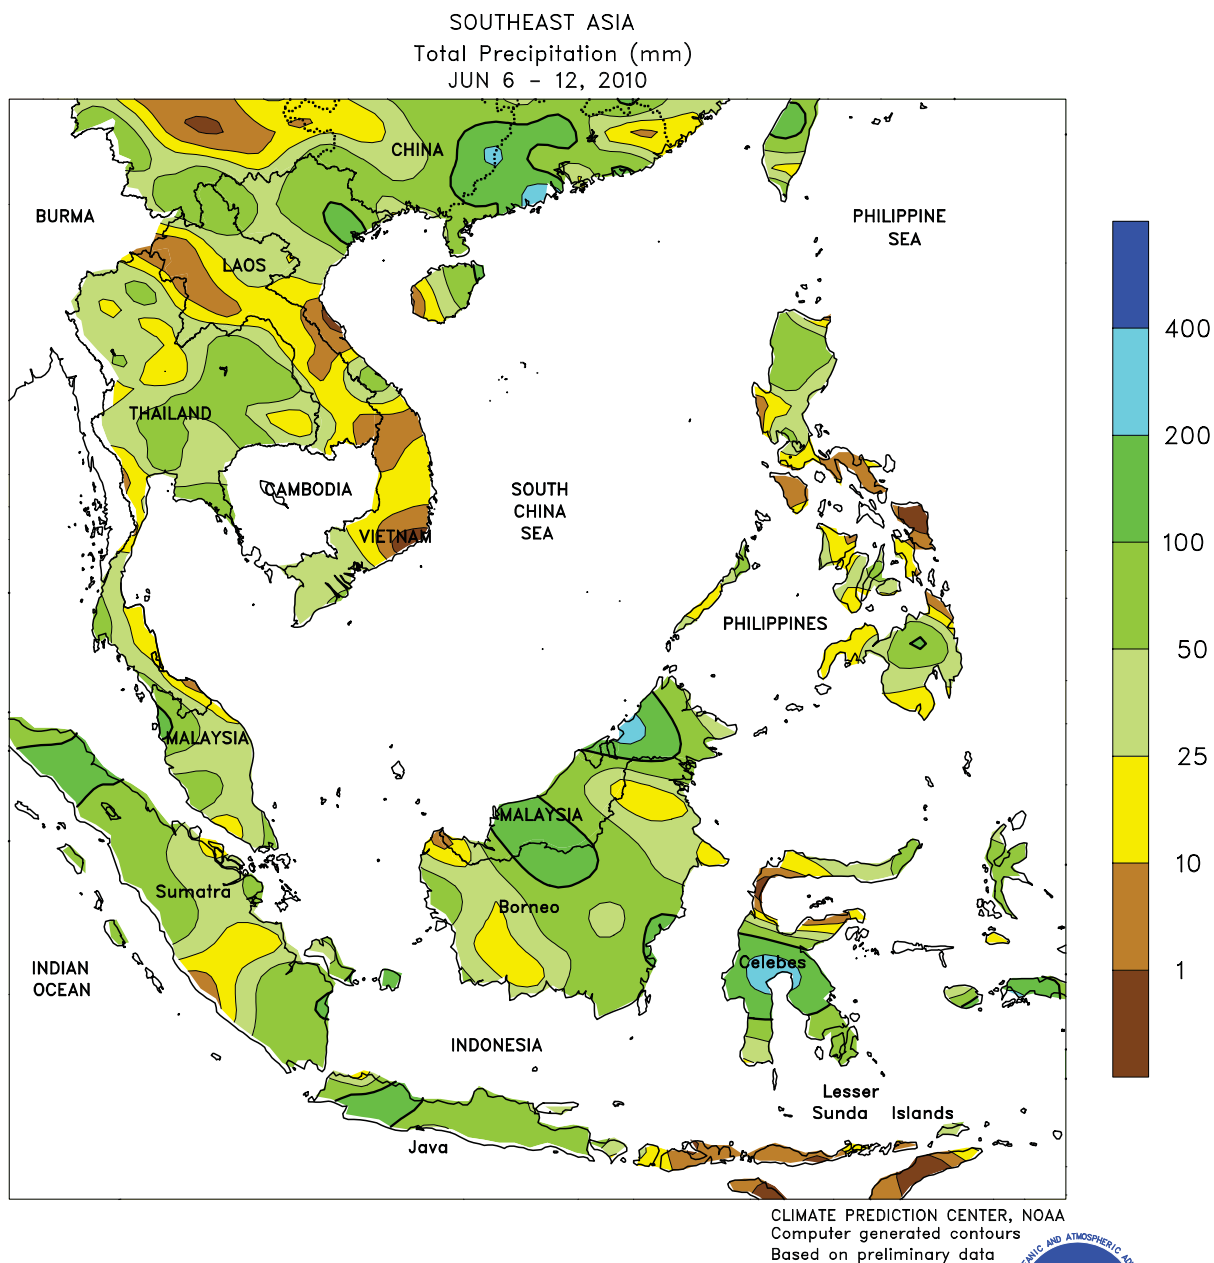 SOUTHEAST ASIA
Total Precipitation (mm)
JUN 6 - 12, 2010
CHINA
BURMA
PHILIPPINE
SEA
LAOS
400
THAILAND
200
CAMBODIA
SOUTH
CHINA
SEA
VIETNAM
100
PHILIPPINES
50
MALAYSIA
25
MALAYSIA
10
Sumatra
Borneo
Celebes
INDIAN
OCEAN
1
INDONESIA
Lesser
Sunda Islands
Java
CLIMATE PREDICTION CENTER, NOAA
Computer generated contours
Based on preliminary data
AND ATMOSPHERIC